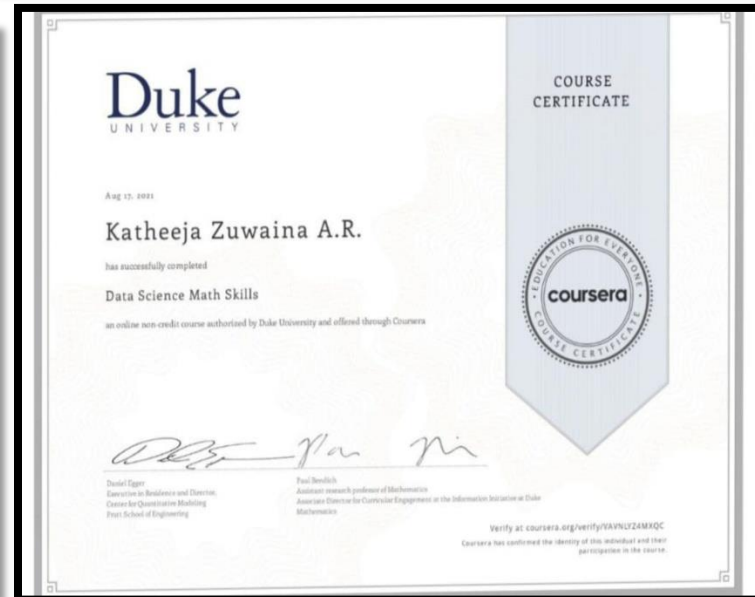 Duke
UNIVERSITY
COURSE
CERTIFICATE
Aug 17, 2021
Katheeja Zuwaina A.R.
has successfully completed
Data Science Math Skills
an online non-credit course authorized by Duke University and offered through Coursera
EDUCATION FOR EVERYONE
coursera
COURSE CERTIFICATE
Daniel Egger
Executive in Residence and Director,
Center for Quantitative Modeling
Pratt School of Engineering
Paul Bendich
Assistant research professor of Mathematics
Associate Director for Curricular Engagement at the Information Initiative at Duke
Mathematics
Verify at coursera.org/verify/VAVNLYZ4MXQC
Coursera has confirmed the identity of this individual and their
participation in the course.